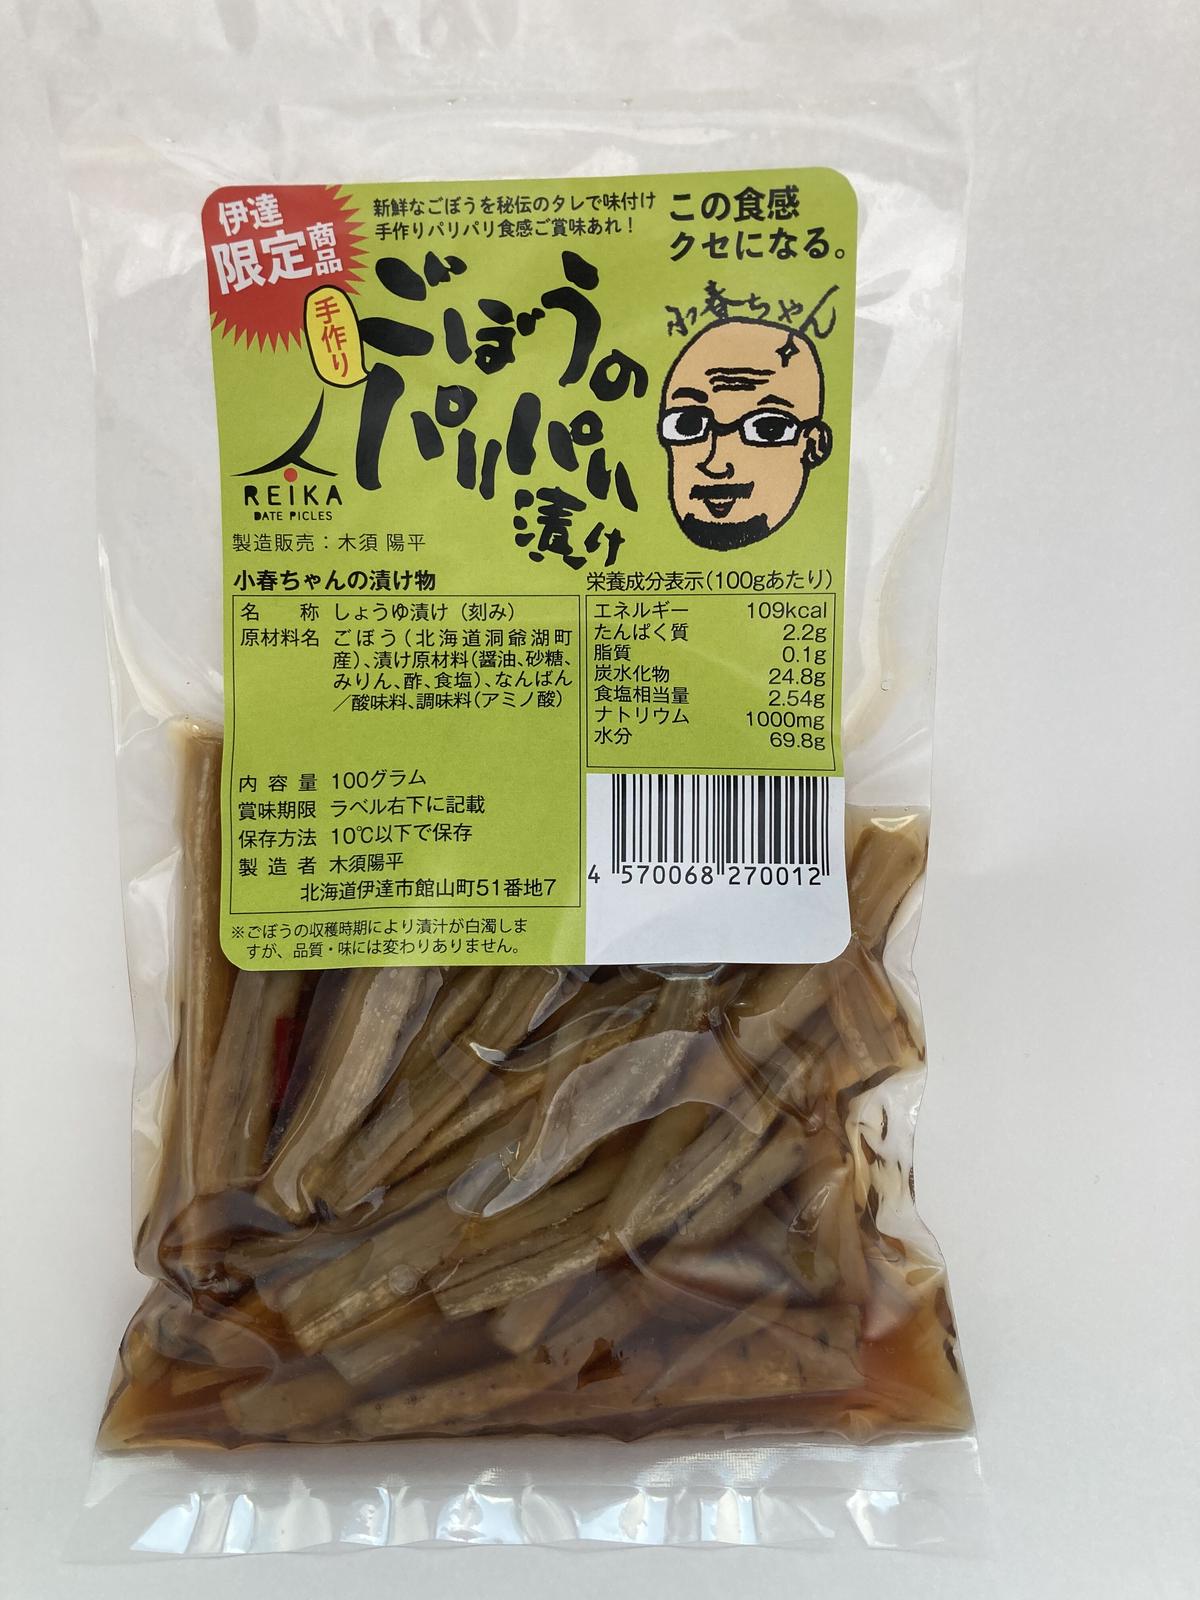 伊達
限定商品
新鮮なごぼうを秘伝のタレで味付け
手作りパリパリ食感ご賞味あれ！
この食感
クセになる。
手作り
ごぼうの
パリパリ
漬け
小春ちゃん
REIKA
DATE PICLES
製造販売：木須 陽平
小春ちゃんの漬け物
名称 しょうゆ漬け（刻み）
原材料名 ごぼう（北海道洞爺湖町
産）、漬け原材料（醤油、砂糖、
みりん、酢、食塩）、なんばん
／酸味料、調味料（アミノ酸）
内容量 100グラム
賞味期限 ラベル右下に記載
保存方法 10℃以下で保存
製造者 木須陽平
北海道伊達市館山町51番地7
※ごぼうの収穫時期により漬汁が白濁しま
すが、品質・味には変わりありません。
栄養成分表示（100gあたり）
エネルギー 109kcal
たんぱく質 2.2g
脂質 0.1g
炭水化物 24.8g
食塩相当量 2.54g
ナトリウム 1000mg
水分 69.8g
4 570068 270012